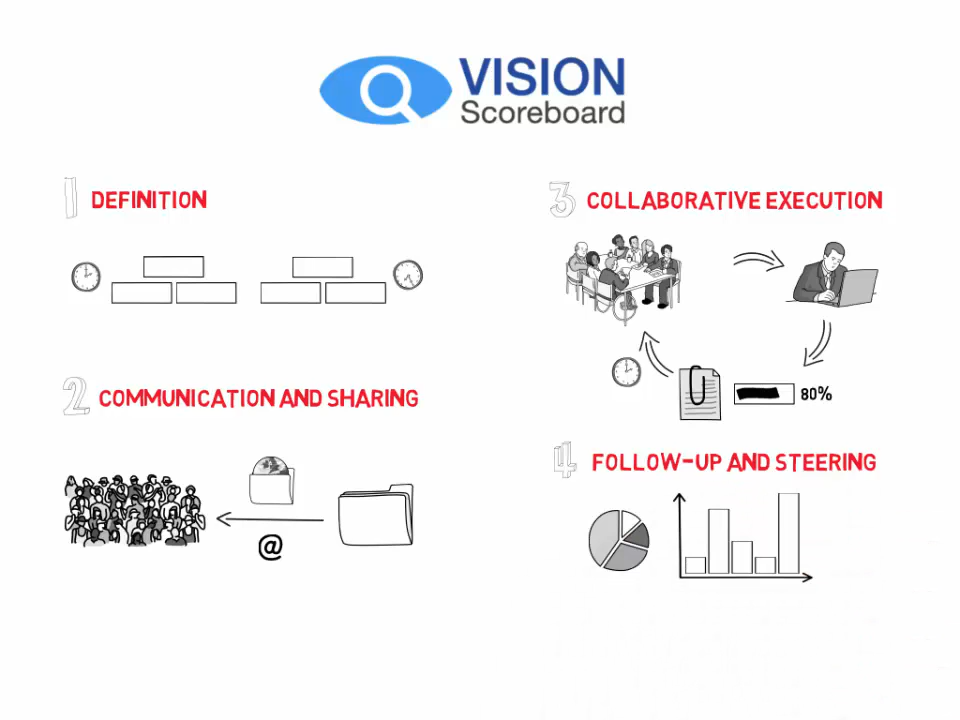 VISION
Scoreboard
1 DEFINITION
2 COMMUNICATION AND SHARING
@
3 COLLABORATIVE EXECUTION
80%
4 FOLLOW-UP AND STEERING